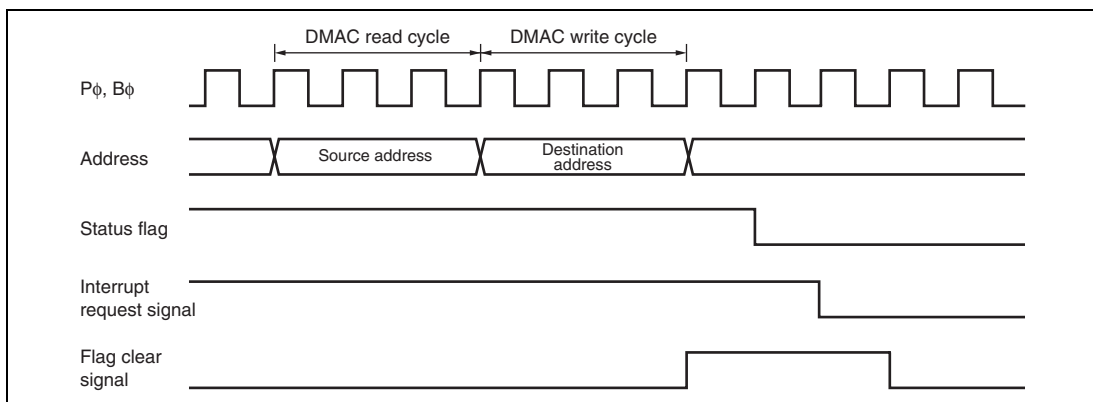 DMAC read cycle DMAC write cycle
Pϕ, Bϕ
Address
Source address
Destination
address
Status flag
Interrupt
request signal
Flag clear
signal